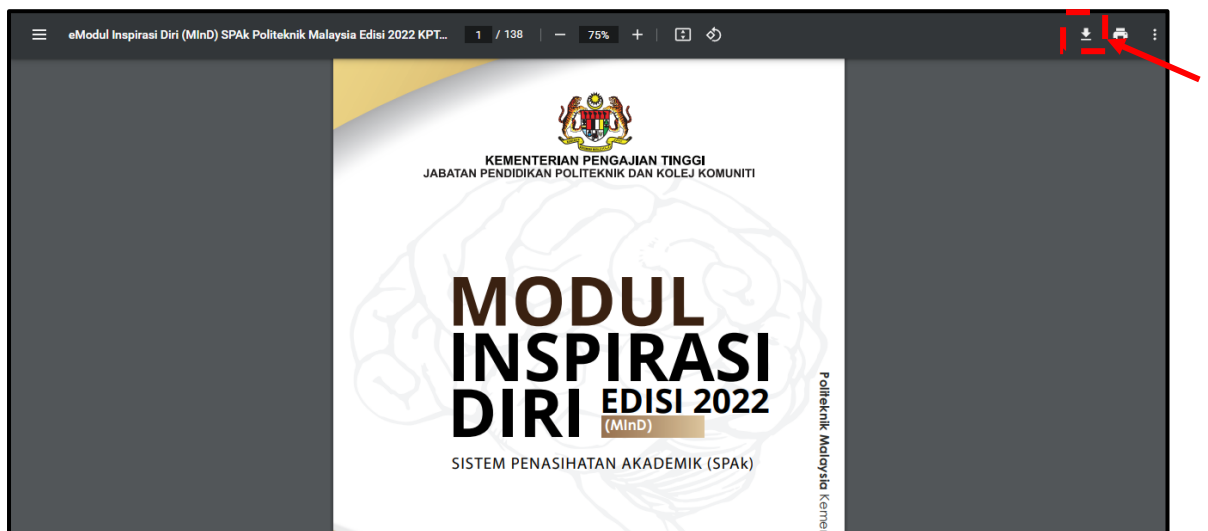 eModul Inspirasi Diri (MInD) SPAk Politeknik Malaysia Edisi 2022 KPT... 1 / 138 75%
KEMENTERIAN PENGAJIAN TINGGI
JABATAN PENDIDIKAN POLITEKNIK DAN KOLEJ KOMUNITI
MODUL
INSPIRASI
DIRI EDISI 2022
(MInD)
SISTEM PENASIHATAN AKADEMIK (SPAk)
Politeknik Malaysia Keme